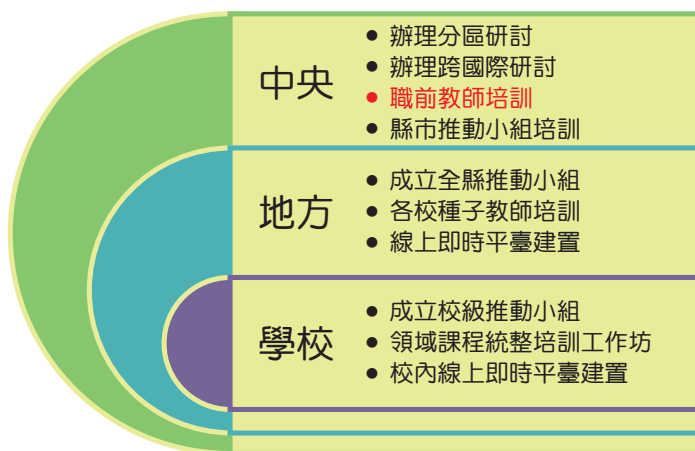 中央
● 辦理分區研討
● 辦理跨國際研討
● 職前教師培訓
● 縣市推動小組培訓
地方
● 成立全縣推動小組
● 各校種子教師培訓
● 線上即時平臺建置
學校
● 成立校級推動小組
● 領域課程統整培訓工作坊
● 校內線上即時平臺建置